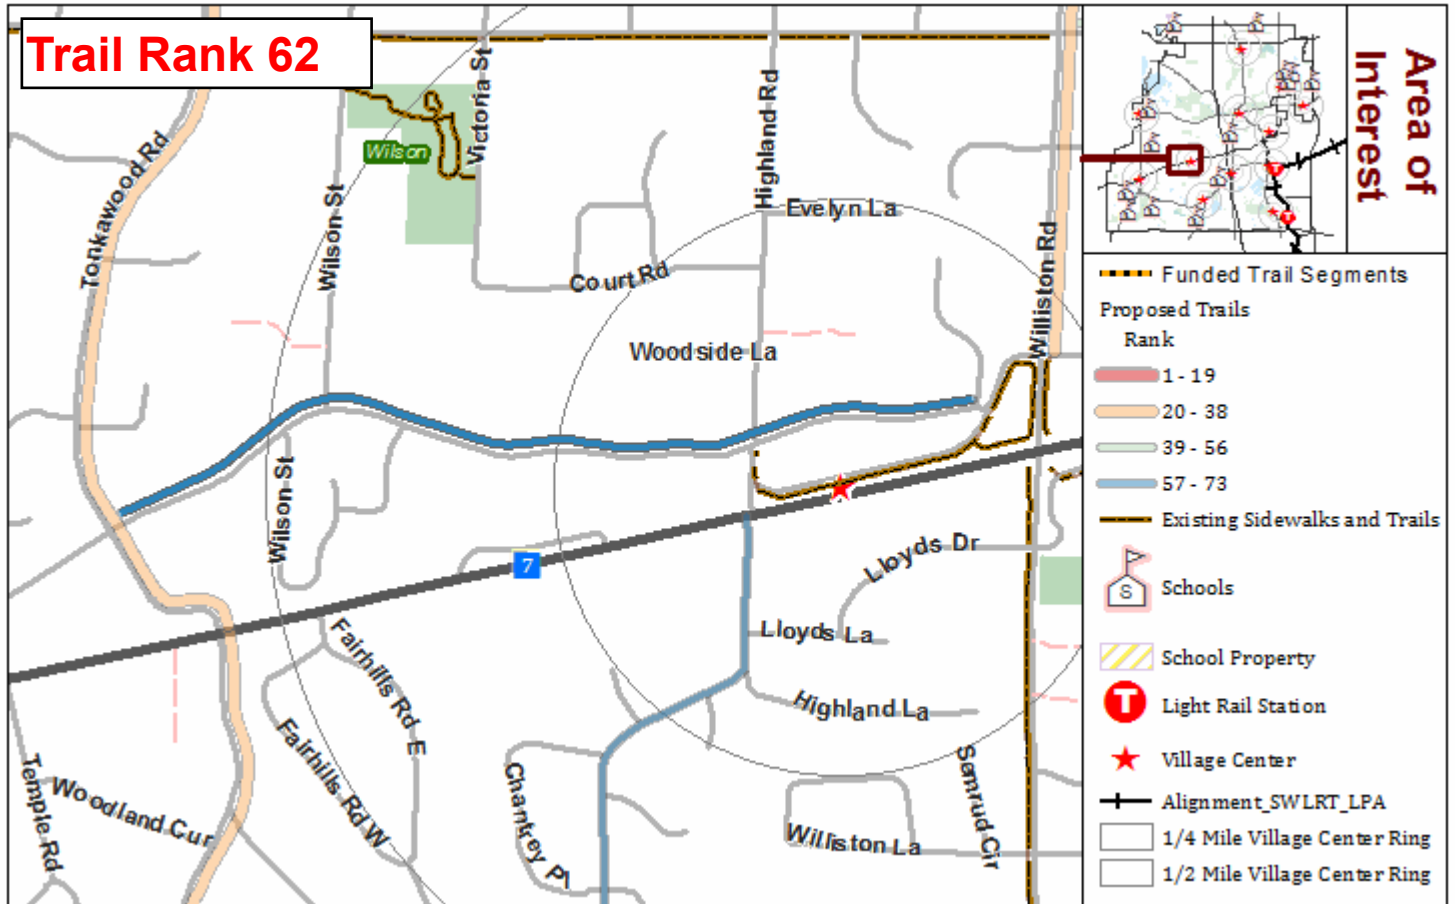 Trail Rank 62
Area of
Interest
Victoria St
Highland Rd
Wilson
Tonkawood Rd
Wilson St
Evelyn La
Court Rd
Williston Rd
Woodside La
Wilson St
7
Lloyds Dr
Lloyds La
Fairhills Rd E
Highland La
Fairhills Rd W
Temple Rd
Woodland Cur
Chantrey Pl
Semrud Cir
Williston La
Funded Trail Segments
Proposed Trails
Rank
1 - 19
20 - 38
39 - 56
57 - 73
Existing Sidewalks and Trails
S
Schools
School Property
T
Light Rail Station
Village Center
Alignment_SWLRT_LPA
1/4 Mile Village Center Ring
1/2 Mile Village Center Ring